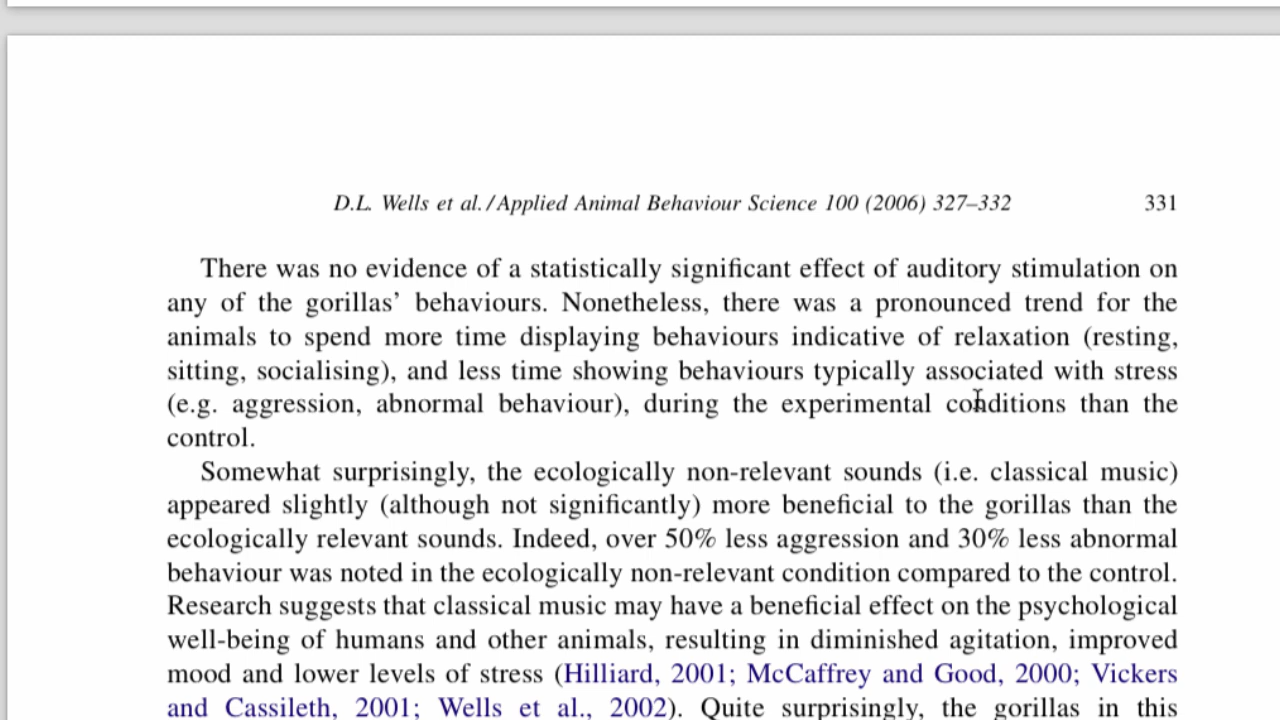 D.L. Wells et al. / Applied Animal Behaviour Science 100 (2006) 327–332 331
There was no evidence of a statistically significant effect of auditory stimulation on
any of the gorillas’ behaviours. Nonetheless, there was a pronounced trend for the
animals to spend more time displaying behaviours indicative of relaxation (resting,
sitting, socialising), and less time showing behaviours typically associated with stress
(e.g. aggression, abnormal behaviour), during the experimental conditions than the
control.
Somewhat surprisingly, the ecologically non-relevant sounds (i.e. classical music)
appeared slightly (although not significantly) more beneficial to the gorillas than the
ecologically relevant sounds. Indeed, over 50% less aggression and 30% less abnormal
behaviour was noted in the ecologically non-relevant condition compared to the control.
Research suggests that classical music may have a beneficial effect on the psychological
well-being of humans and other animals, resulting in diminished agitation, improved
mood and lower levels of stress (Hilliard, 2001; McCaffrey and Good, 2000; Vickers
and Cassileth, 2001; Wells et al., 2002). Quite surprisingly, the gorillas in this